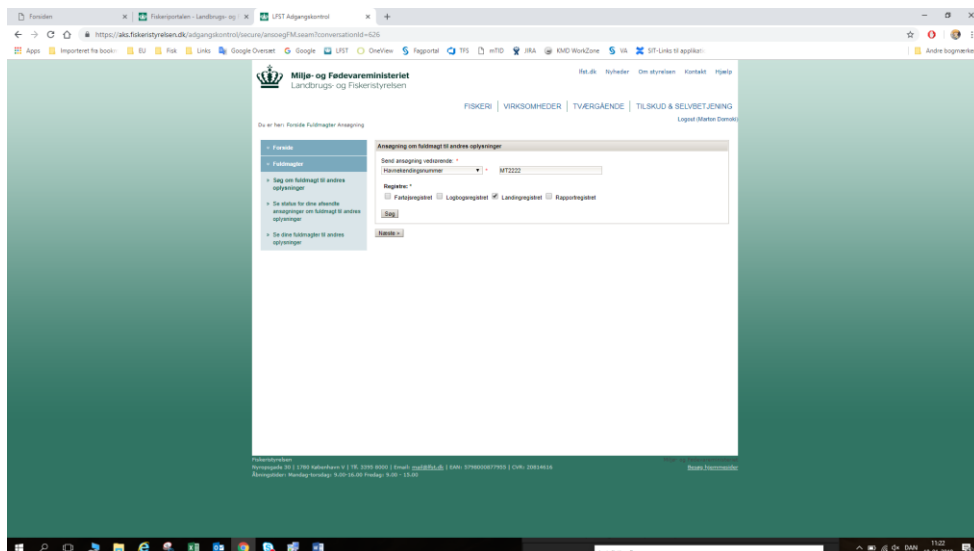 Forsiden
Fiskeriportalen - Landbrugs- og F
LFST Adgangskontrol
https://aks.fiskeristyrelsen.dk/adgangskontrol/secure/ansoegFM.seam?conversationId=626
Apps Importeret fra bookm EU Fisk Links Google Oversæt Google LFST OneView Fagportal TFS mTID JIRA KMD WorkZone VA SIT-Links til applikati
Andre bogmærker
Miljø- og Fødevareministeriet
Landbrugs- og Fiskeristyrelsen
lfst.dk Nyheder Om styrelsen Kontakt Hjælp
FISKERI | VIRKSOMHEDER | TVÆRGÅENDE | TILSKUD & SELVBETJENING
Logout (Marton Domoki)
Du er her: Forside Fuldmagter Ansøgning
» Forside
» Fuldmagter
» Søg om fuldmagt til andres
oplysninger
» Se status for dine afsendte
ansøgninger om fuldmagt til andres
oplysninger
» Se dine fuldmagter til andres
oplysninger
Ansøgning om fuldmagt til andres oplysninger
Send ansøgning vedrørende: *
Havnekendingsnummer * MT2222
Registre: *
Fartøjsregistret Logbogsregistret Landingregistret Rapportregistret
Søg
Næste »
Fiskeristyrelsen
Nyropsgade 30 | 1780 København V | Tlf. 3395 8000 | Email: mail@lfst.dk | EAN: 5798000877955 | CVR: 20814616
Åbningstider: Mandag-torsdag: 9.00-16.00 Fredag: 9.00 - 15.00
Besøg hjemmesider
DAN
11:22